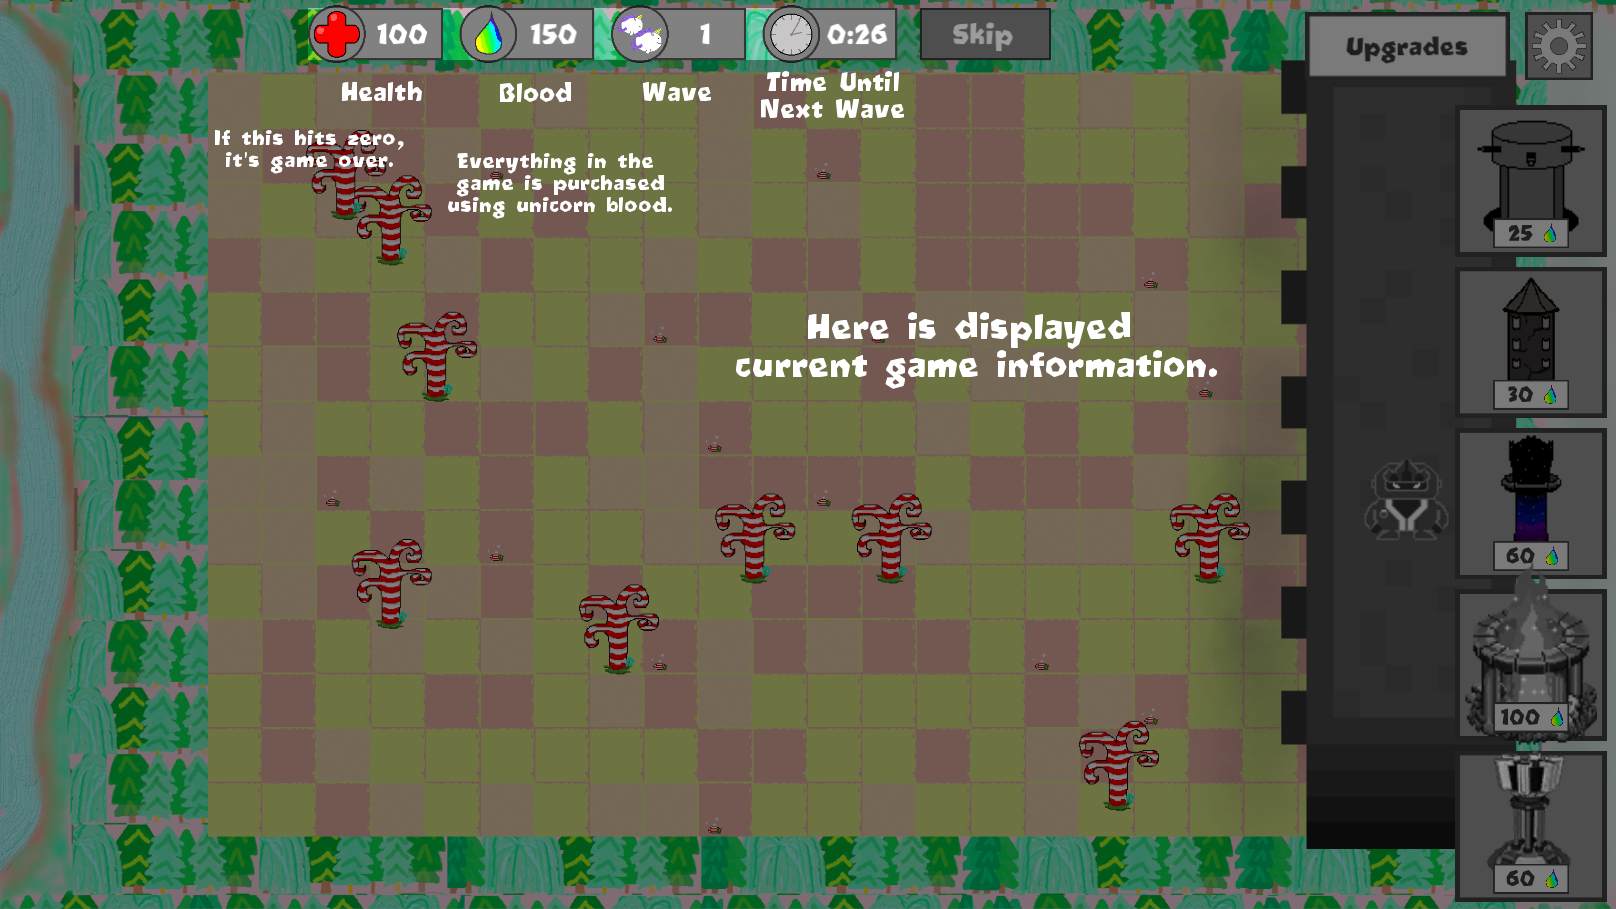 100
150
1
0:26
Skip
Upgrades
Health
Blood
Wave
Time Until
Next Wave
If this hits zero,
it's game over.
Everything in the
game is purchased
using unicorn blood.
Here is displayed
current game information.
25
30
60
100
60